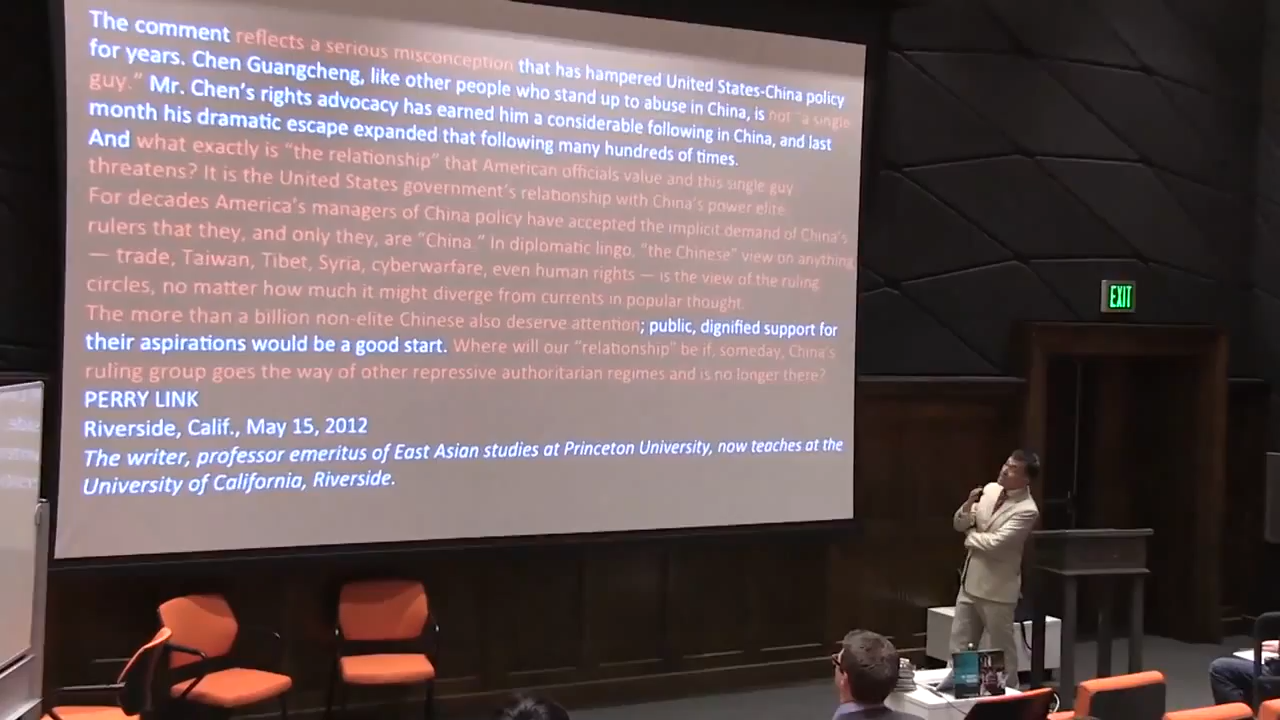 The comment reflects a serious misconception that has hampered United States-China policy
for years. Chen Guangcheng, like other people who stand up to abuse in China, is not “a single
guy.” Mr. Chen’s rights advocacy has earned him a considerable following in China, and last
month his dramatic escape expanded that following many hundreds of times.
And what exactly is “the relationship” that American officials value and this single guy
threatens? It is the United States government’s relationship with China’s power elite.
For decades America’s managers of China policy have accepted the implicit demand of China’s
rulers that they, and only they, are “China.” In diplomatic lingo, “the Chinese” view on anything
— trade, Taiwan, Tibet, Syria, cyberwarfare, even human rights — is the view of the ruling
circles, no matter how much it might diverge from currents in popular thought.
The more than a billion non-elite Chinese also deserve attention; public, dignified support for
their aspirations would be a good start. Where will our “relationship” be if, someday, China’s
ruling group goes the way of other repressive authoritarian regimes and is no longer there?
PERRY LINK
Riverside, Calif., May 15, 2012
The writer, professor emeritus of East Asian studies at Princeton University, now teaches at the
University of California, Riverside.
EXIT